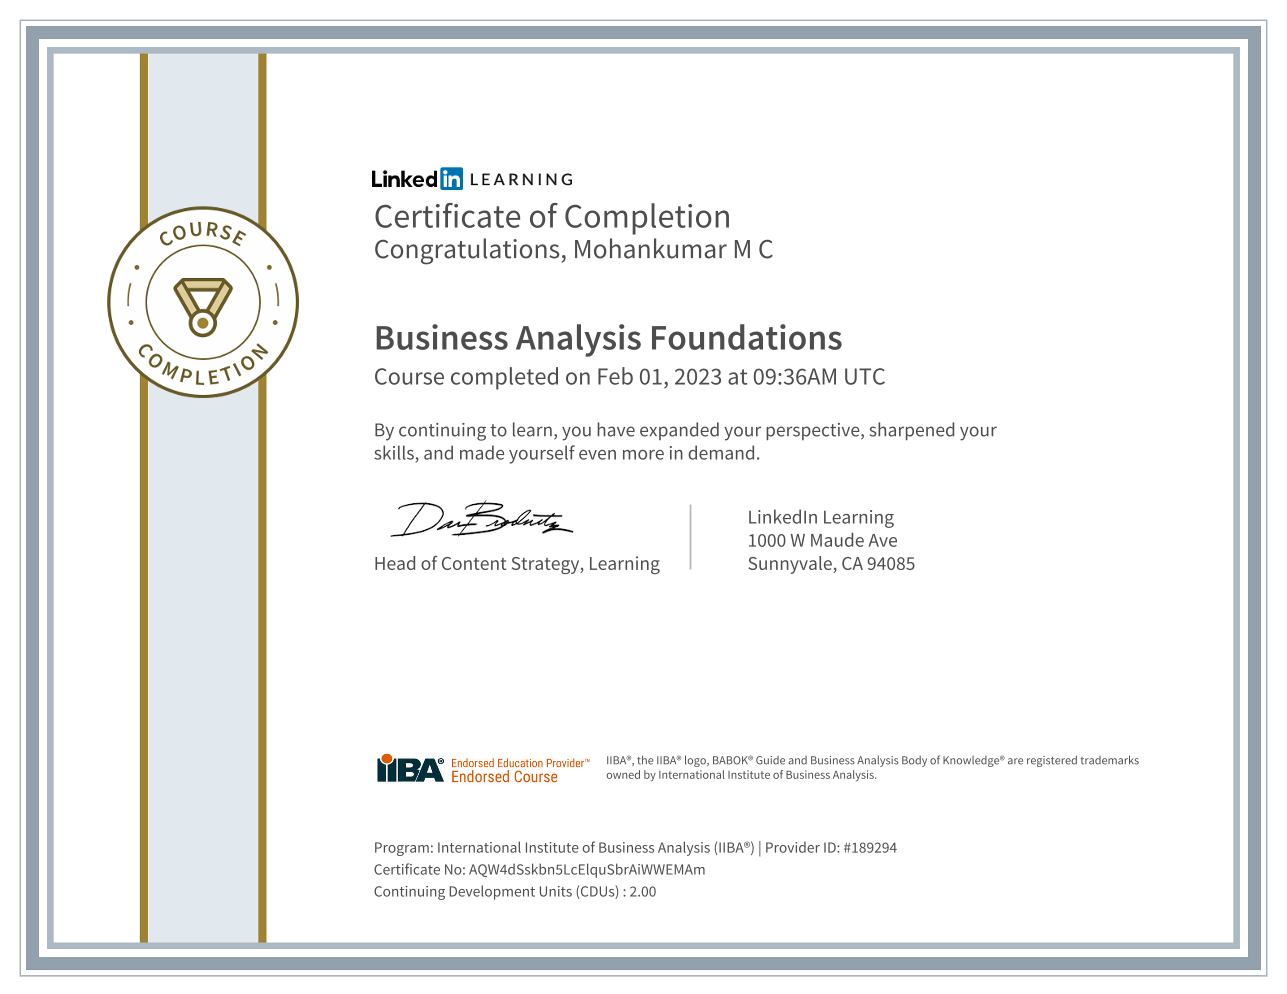 COURSE
COMPLETION
LinkedIn LEARNING
Certificate of Completion
Congratulations, Mohankumar M C
Business Analysis Foundations
Course completed on Feb 01, 2023 at 09:36AM UTC
By continuing to learn, you have expanded your perspective, sharpened your
skills, and made yourself even more in demand.
Head of Content Strategy, Learning
LinkedIn Learning
1000 W Maude Ave
Sunnyvale, CA 94085
IIBA® Endorsed Education Provider™
Endorsed Course
IIBA®, the IIBA® logo, BABOK® Guide and Business Analysis Body of Knowledge® are registered trademarks
owned by International Institute of Business Analysis.
Program: International Institute of Business Analysis (IIBA®) | Provider ID: #189294
Certificate No: AQW4dSskbn5LcElquSbrAiWWEMAm
Continuing Development Units (CDUs) : 2.00